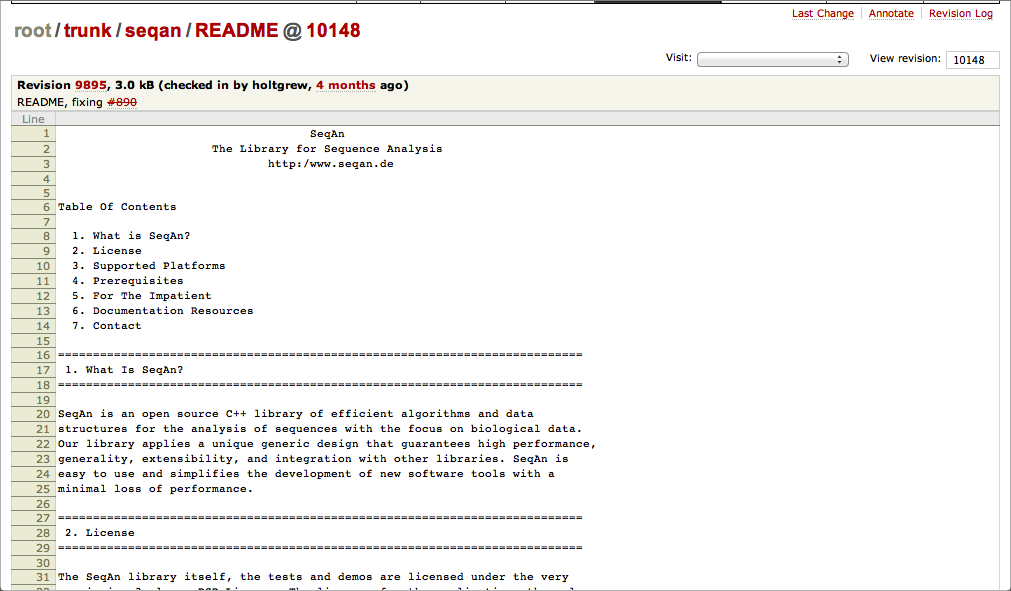 Last Change Annotate Revision Log
root/trunk/seqan/README @ 10148
Visit: View revision: 10148
Revision 9895, 3.0 kB (checked in by holtgrew, 4 months ago)
README, fixing #890
Line
1 SeqAn
2 The Library for Sequence Analysis
3 http:/www.seqan.de
4
5
6 Table Of Contents
7
8 1. What is SeqAn?
9 2. License
10 3. Supported Platforms
11 4. Prerequisites
12 5. For The Impatient
13 6. Documentation Resources
14 7. Contact
15
16 ===========================================================================
17 1. What Is SeqAn?
18 ===========================================================================
19
20 SeqAn is an open source C++ library of efficient algorithms and data
21 structures for the analysis of sequences with the focus on biological data.
22 Our library applies a unique generic design that guarantees high performance,
23 generality, extensibility, and integration with other libraries. SeqAn is
24 easy to use and simplifies the development of new software tools with a
25 minimal loss of performance.
26
27 ===========================================================================
28 2. License
29 ===========================================================================
30
31 The SeqAn library itself, the tests and demos are licensed under the very